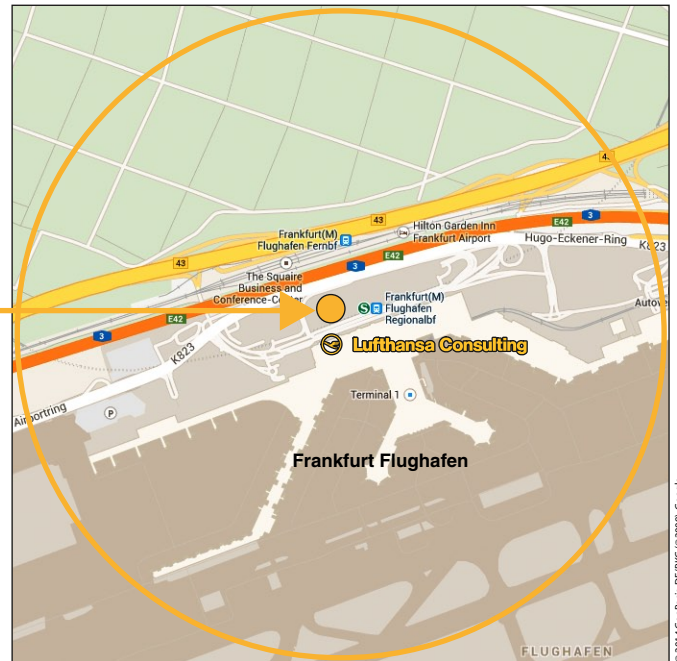 43
43
43
E42
3
Hilton Garden Inn
Frankfurt Airport
Hugo-Eckener-Ring
K823
Frankfurt(M)
Flughafen Fernbf
E42
3
The Squaire
Business and
Conference-Center
Frankfurt(M)
Flughafen
Regionalbf
S
E42
3
K823
Lufthansa Consulting
Airportring
P
Terminal 1
Frankfurt Flughafen
FLUGHAFEN